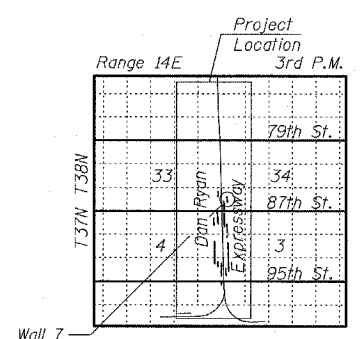 Project
Location
Range 14E 3rd P.M.
79th St.
T38N
33 34
87th St.
Dan Ryan
Expressway
T37N
4 3
95th St.
Wall 7